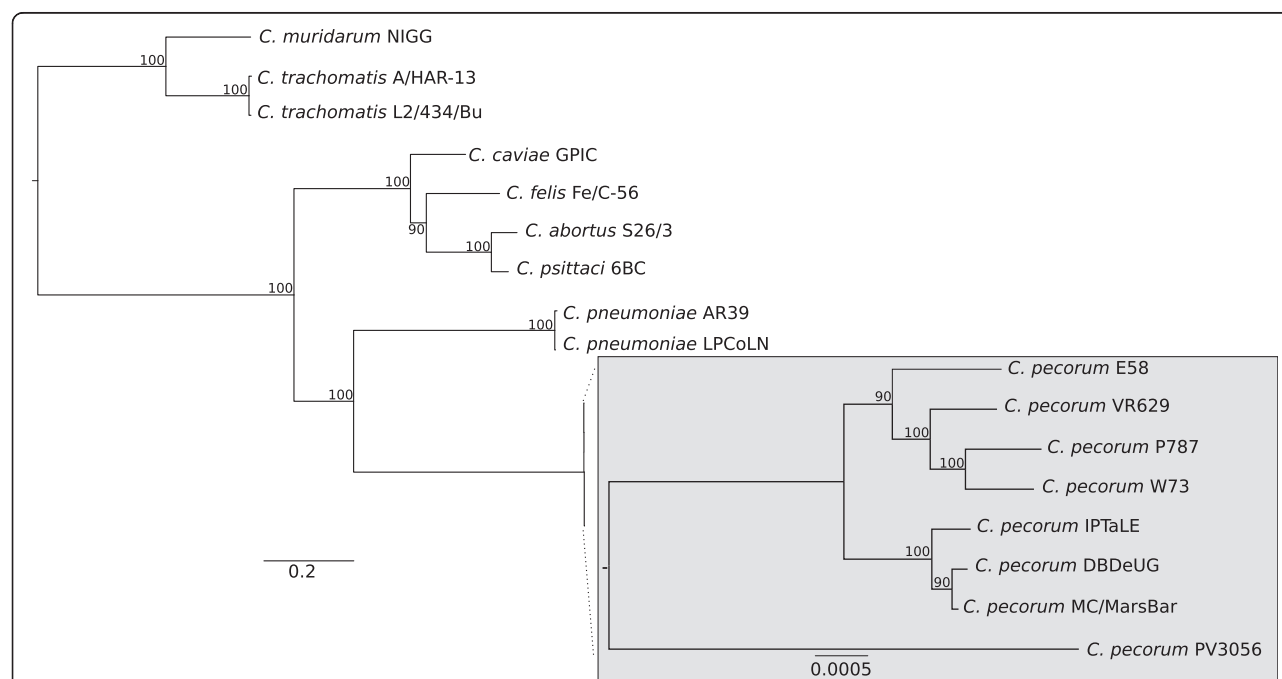 C. muridarum NIGG
100
C. trachomatis A/HAR-13
100
C. trachomatis L2/434/Bu
C. caviae GPIC
100
C. felis Fe/C-56
90
C. abortus S26/3
100
C. psittaci 6BC
100
C. pneumoniae AR39
100
C. pneumoniae LPCoLN
100
C. pecorum E58
90
C. pecorum VR629
100
C. pecorum P787
100
C. pecorum W73
C. pecorum IPTaLE
100
C. pecorum DBDeUG
90
C. pecorum MC/MarsBar
C. pecorum PV3056
0.2
0.0005